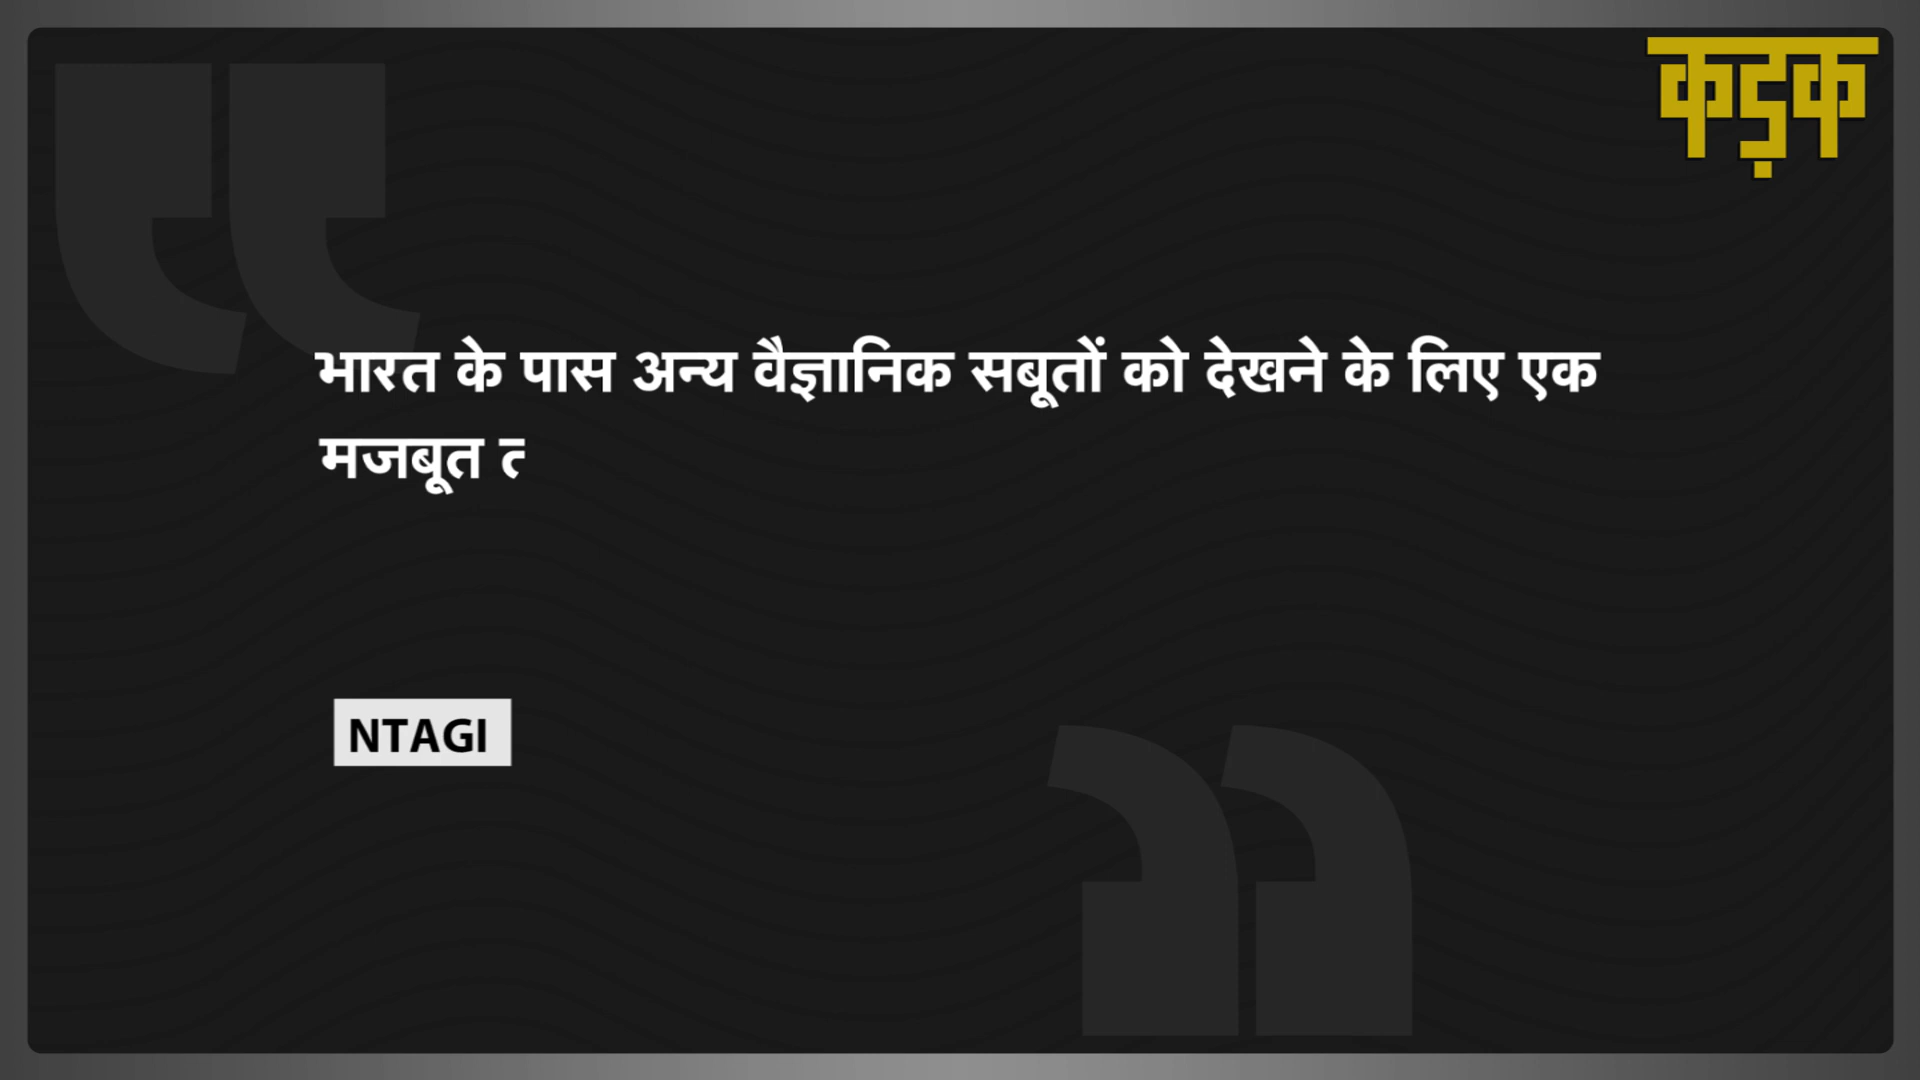 कड़क
भारत के पास अन्य वैज्ञानिक सबूतों को देखने के लिए एक
मजबूत
NTAGI